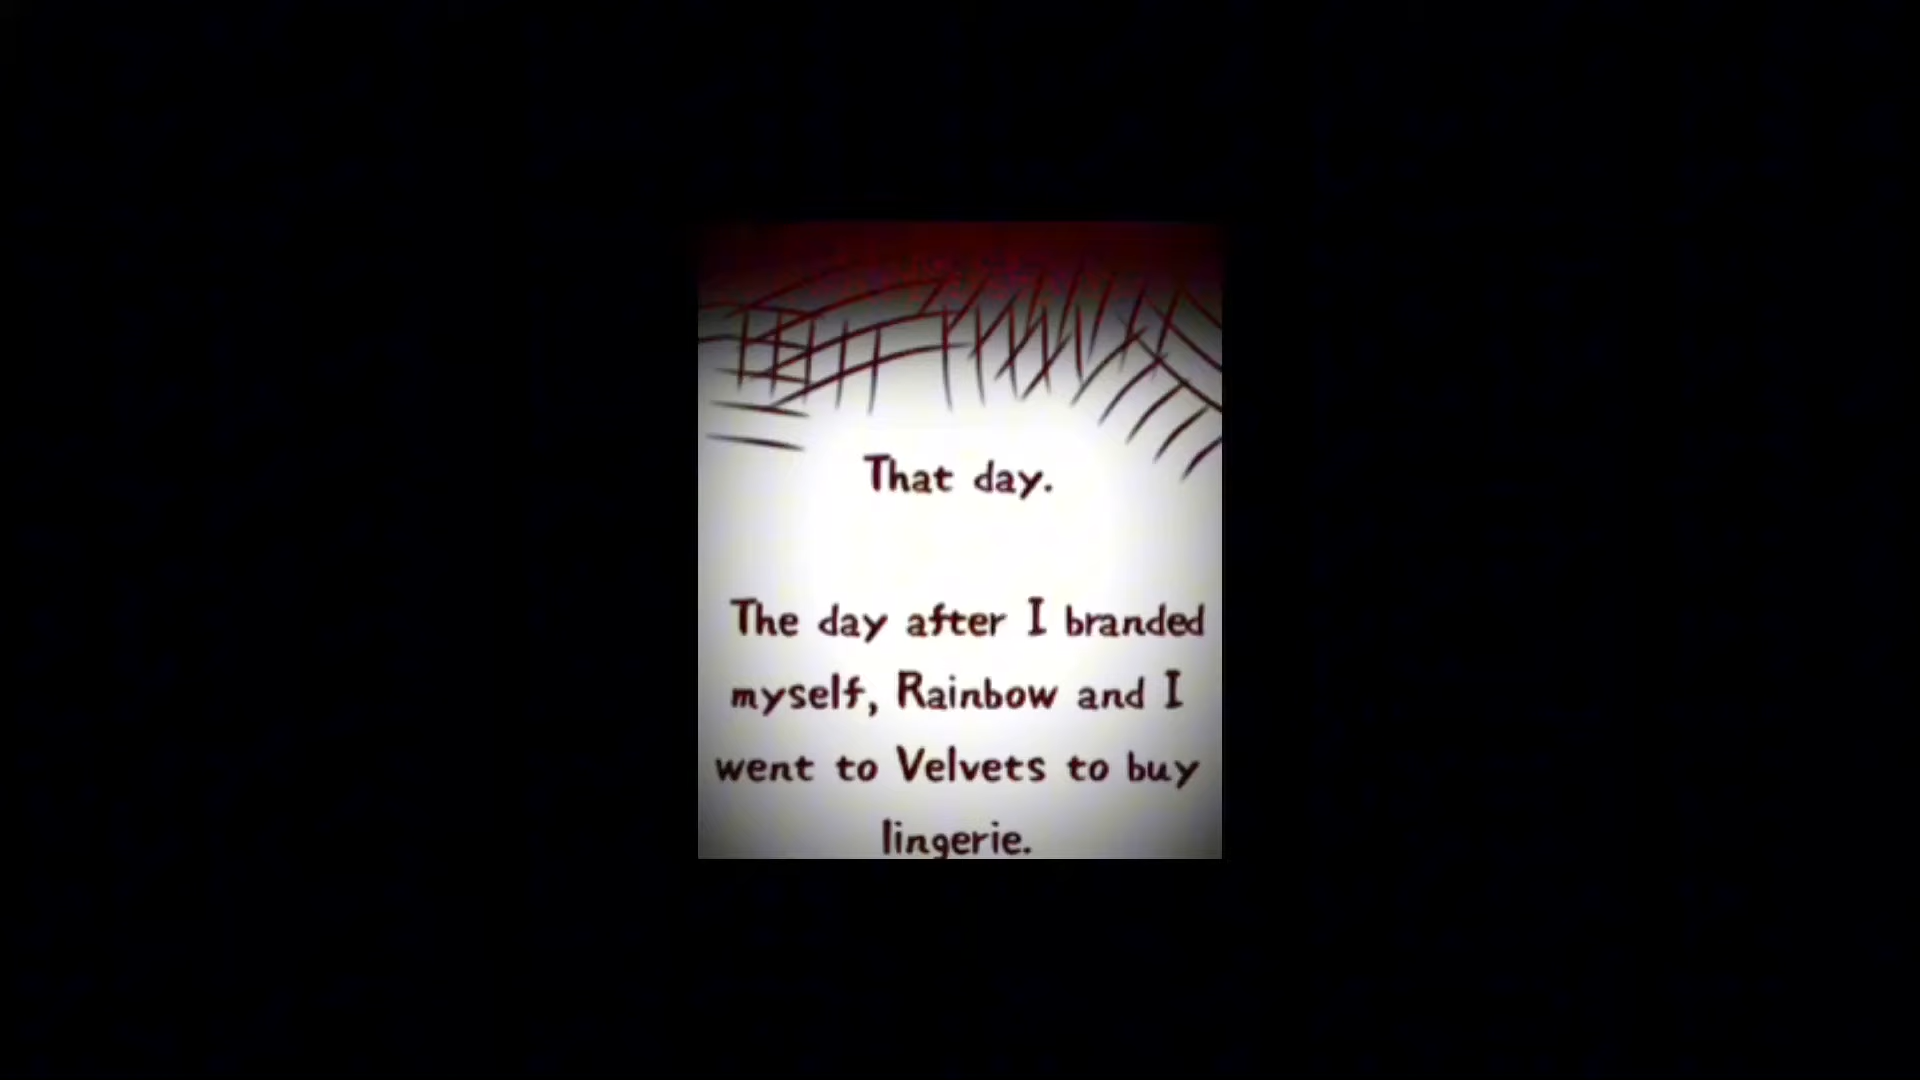 That day.
The day after I branded
myself, Rainbow and I
went to Velvets to buy
lingerie.